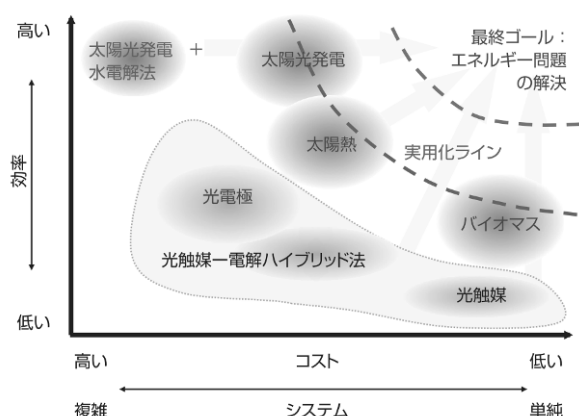 高い
太陽光発電
水電解法
+
太陽光発電
最終ゴール：
エネルギー問題
の解決
太陽熱
実用化ライン
効率
光電極
バイオマス
光触媒ー電解ハイブリッド法
光触媒
低い
高い
コスト
低い
複雑
システム
単純